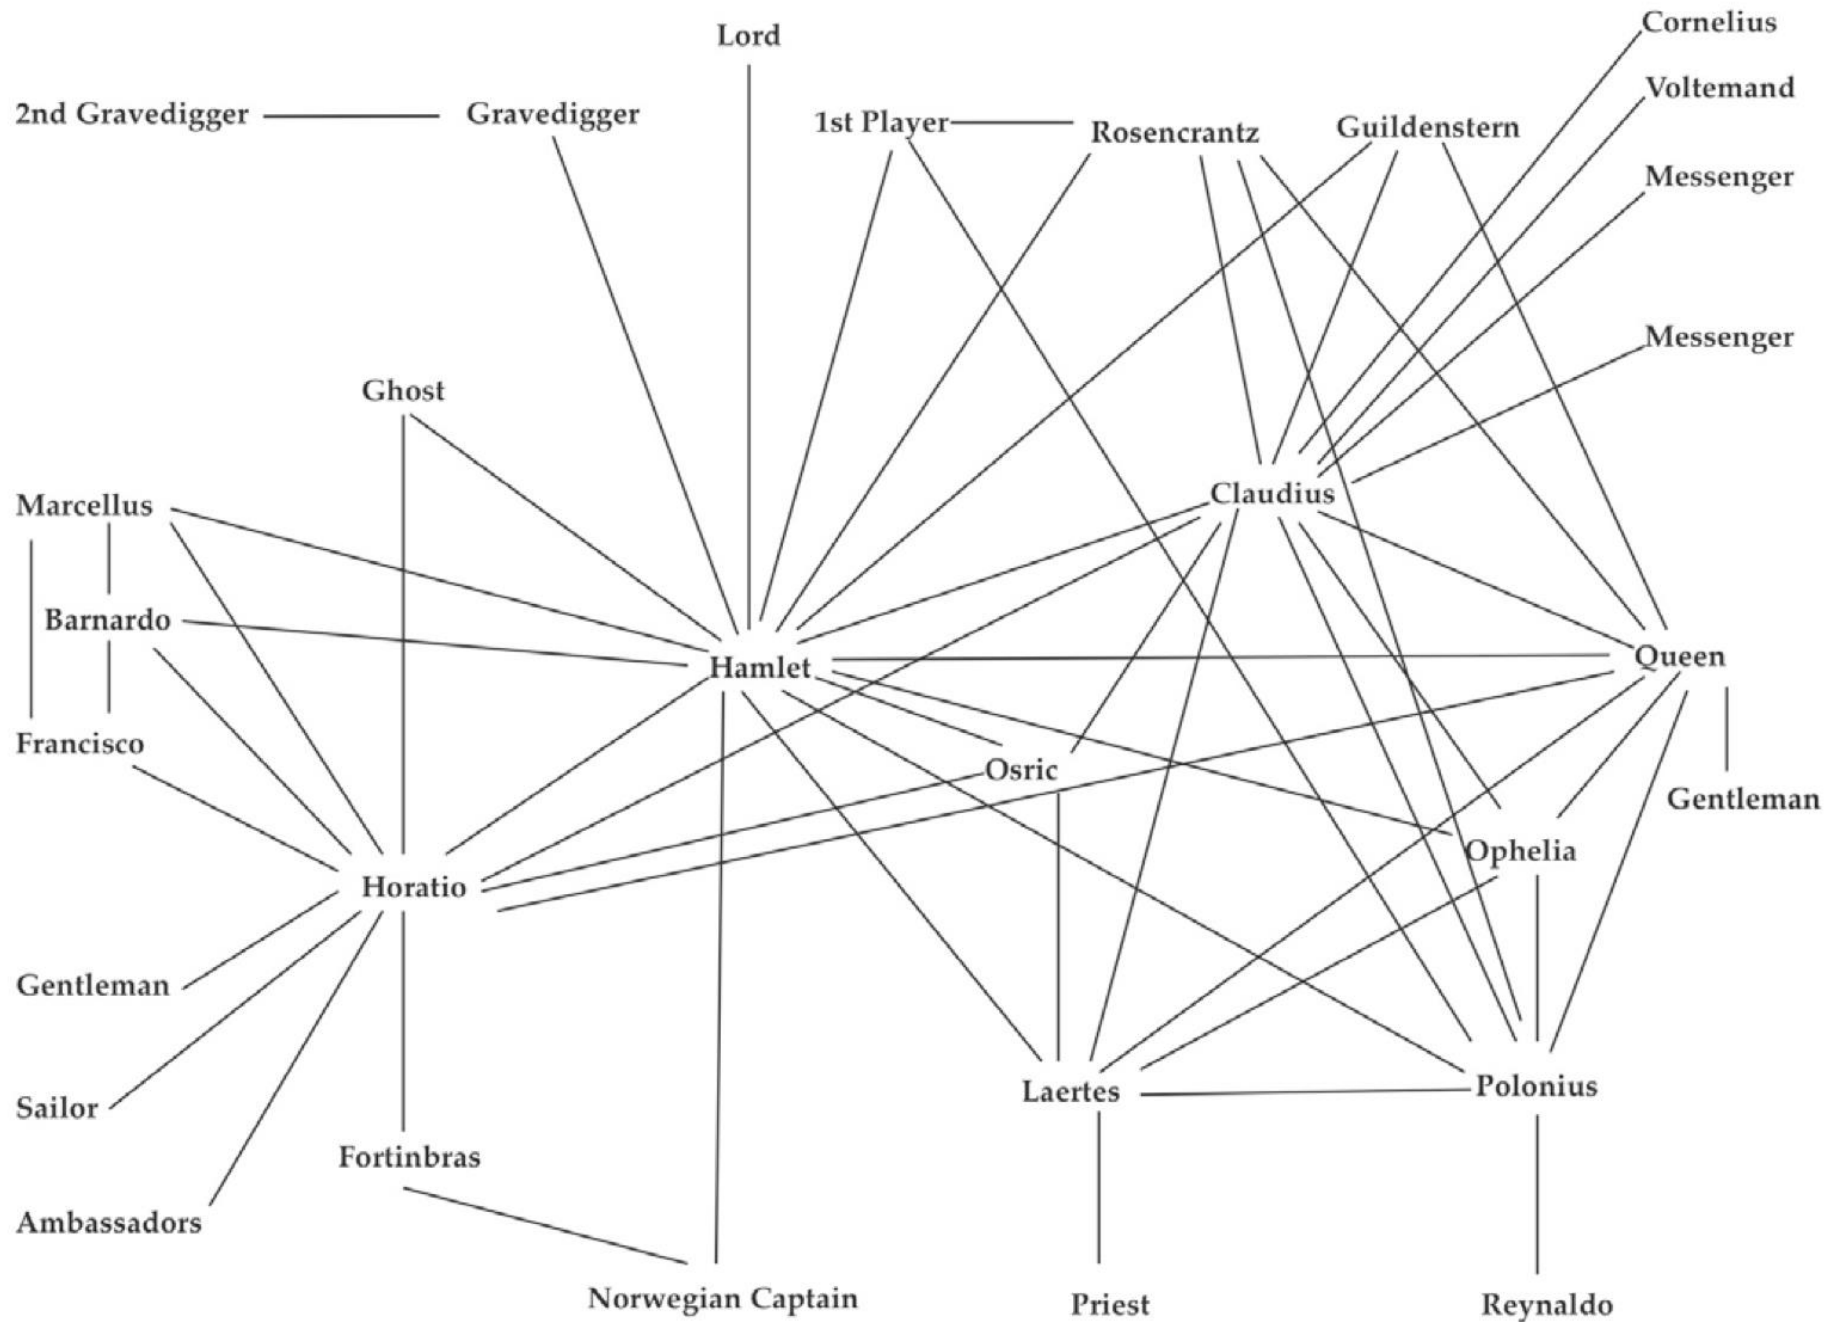 Lord
Cornelius
Voltemand
2nd Gravedigger
Gravedigger
1st Player
Rosencrantz
Guildenstern
Messenger
Messenger
Ghost
Marcellus
Claudius
Barnardo
Hamlet
Queen
Francisco
Osric
Gentleman
Ophelia
Horatio
Gentleman
Sailor
Laertes
Polonius
Fortinbras
Ambassadors
Norwegian Captain
Priest
Reynaldo